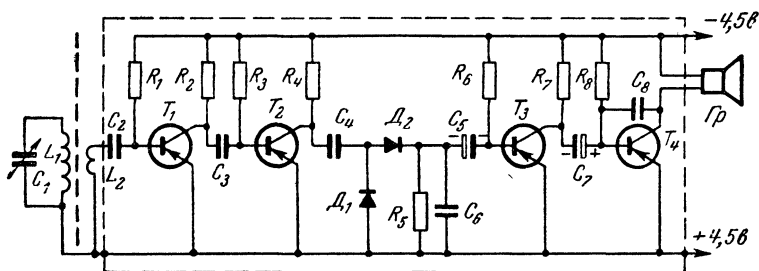 −4,5в
R₁ R₂ R₃ R₄ R₆ R₇ R₈ C₈ Гр
C₂ T₁ T₂ C₄ Д₂ C₅ T₃ T₄
C₁ L₁ L₂ C₃ Д₁ R₅ C₆ C₇
− − − +
+4,5в